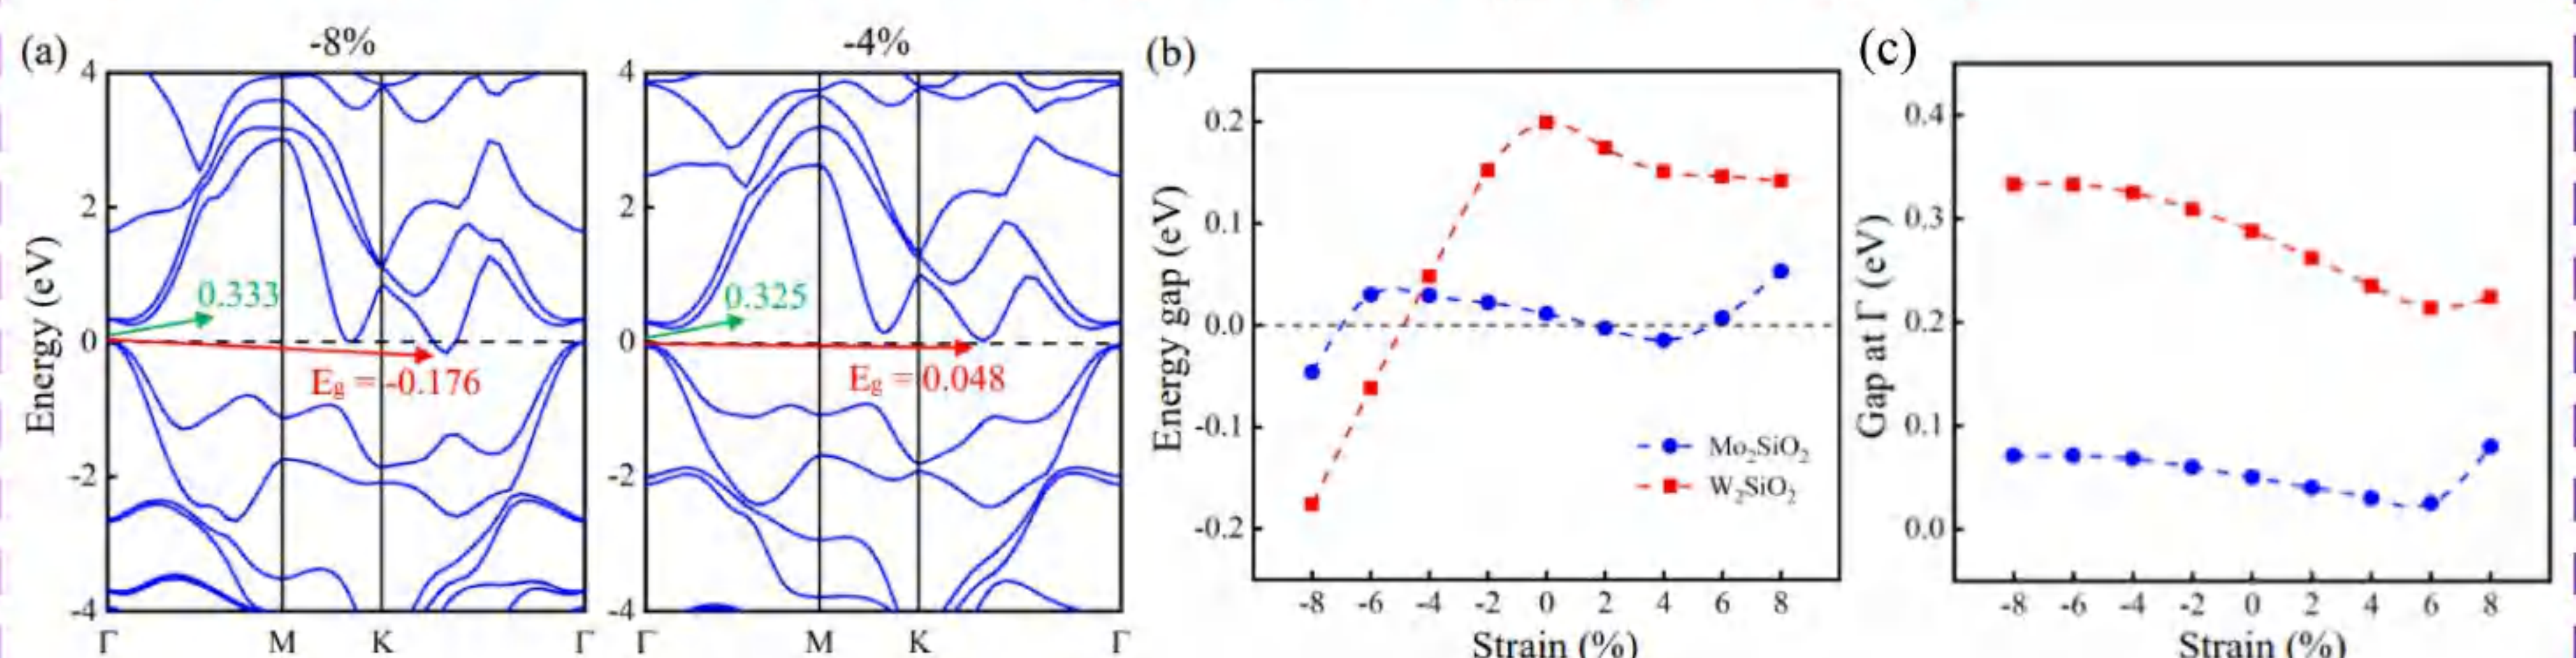 (a)
-8%
Energy (eV)
4
2
0
-2
-4
0.333
Eg = -0.176
Γ M K Γ
-4%
4
2
0
-2
-4
0.325
Eg = 0.048
Γ M K Γ
(b)
Energy gap (eV)
0.2
0.1
0.0
-0.1
-0.2
Mo₂SiO₂
W₂SiO₂
-8 -6 -4 -2 0 2 4 6 8
Strain (%)
(c)
Gap at Γ (eV)
0.4
0.3
0.2
0.1
0.0
-8 -6 -4 -2 0 2 4 6 8
Strain (%)